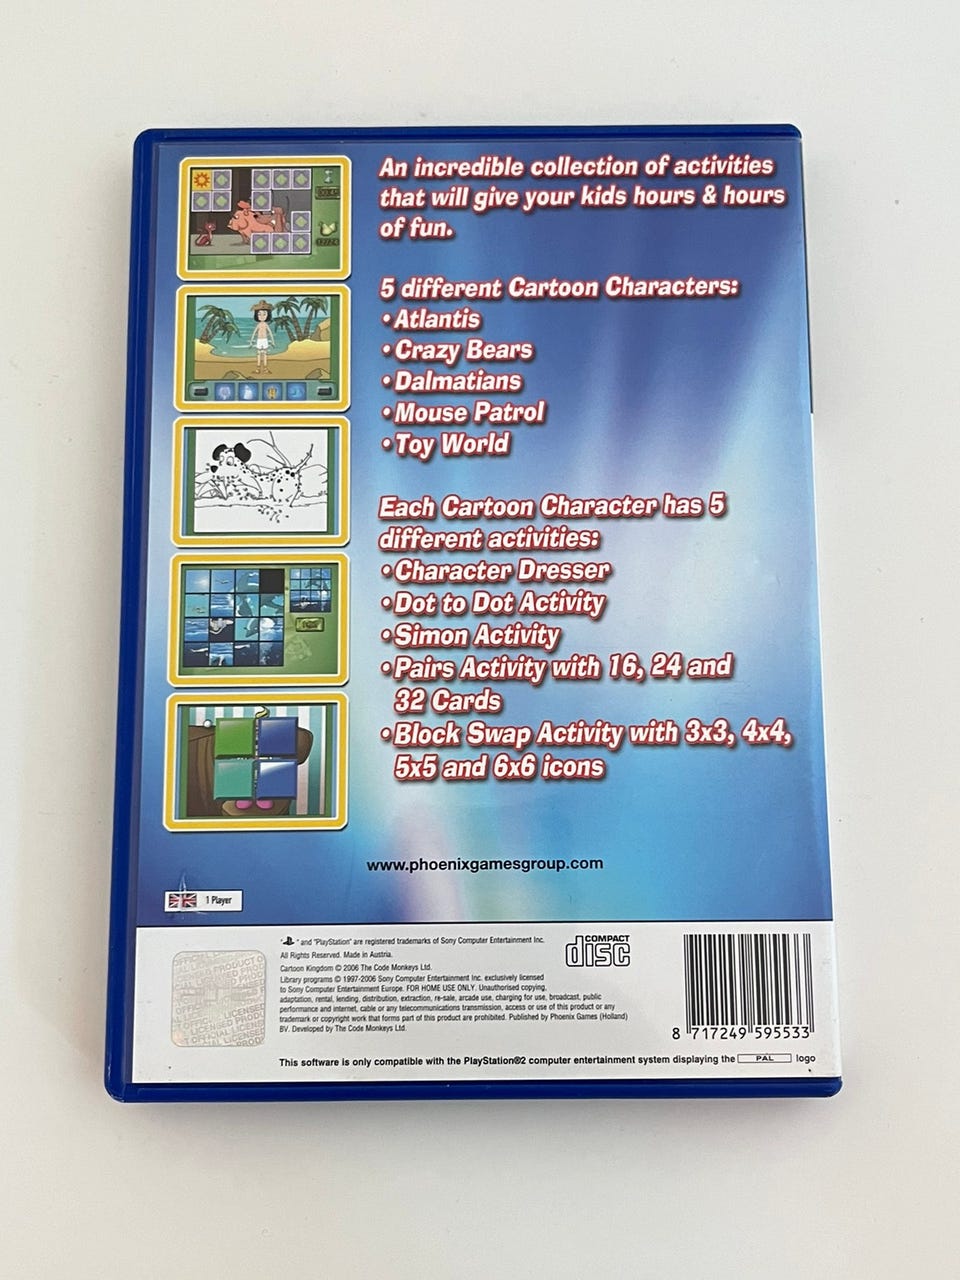 An incredible collection of activities
that will give your kids hours & hours
of fun.
5 different Cartoon Characters:
• Atlantis
• Crazy Bears
• Dalmatians
• Mouse Patrol
• Toy World
Each Cartoon Character has 5
different activities:
• Character Dresser
• Dot to Dot Activity
• Simon Activity
• Pairs Activity with 16, 24 and
32 Cards
• Block Swap Activity with 3x3, 4x4,
5x5 and 6x6 icons
www.phoenixgamesgroup.com
1 Player
" " and "PlayStation" are registered trademarks of Sony Computer Entertainment Inc.
All Rights Reserved. Made in Austria.
Cartoon Kingdom © 2006 The Code Monkeys Ltd.
Library programs © 1997-2006 Sony Computer Entertainment Inc. exclusively licensed
to Sony Computer Entertainment Europe. FOR HOME USE ONLY. Unauthorised copying,
adaptation, rental, lending, distribution, extraction, re-sale, arcade use, charging for use, broadcast, public
performance and internet, cable or any telecommunications transmission, access or use of this product or any
trademark or copyright work that forms part of this product are prohibited. Published by Phoenix Games (Holland)
BV. Developed by The Code Monkeys Ltd.
COMPACT
disc
8 717249 595533
This software is only compatible with the PlayStation®2 computer entertainment system displaying the PAL logo